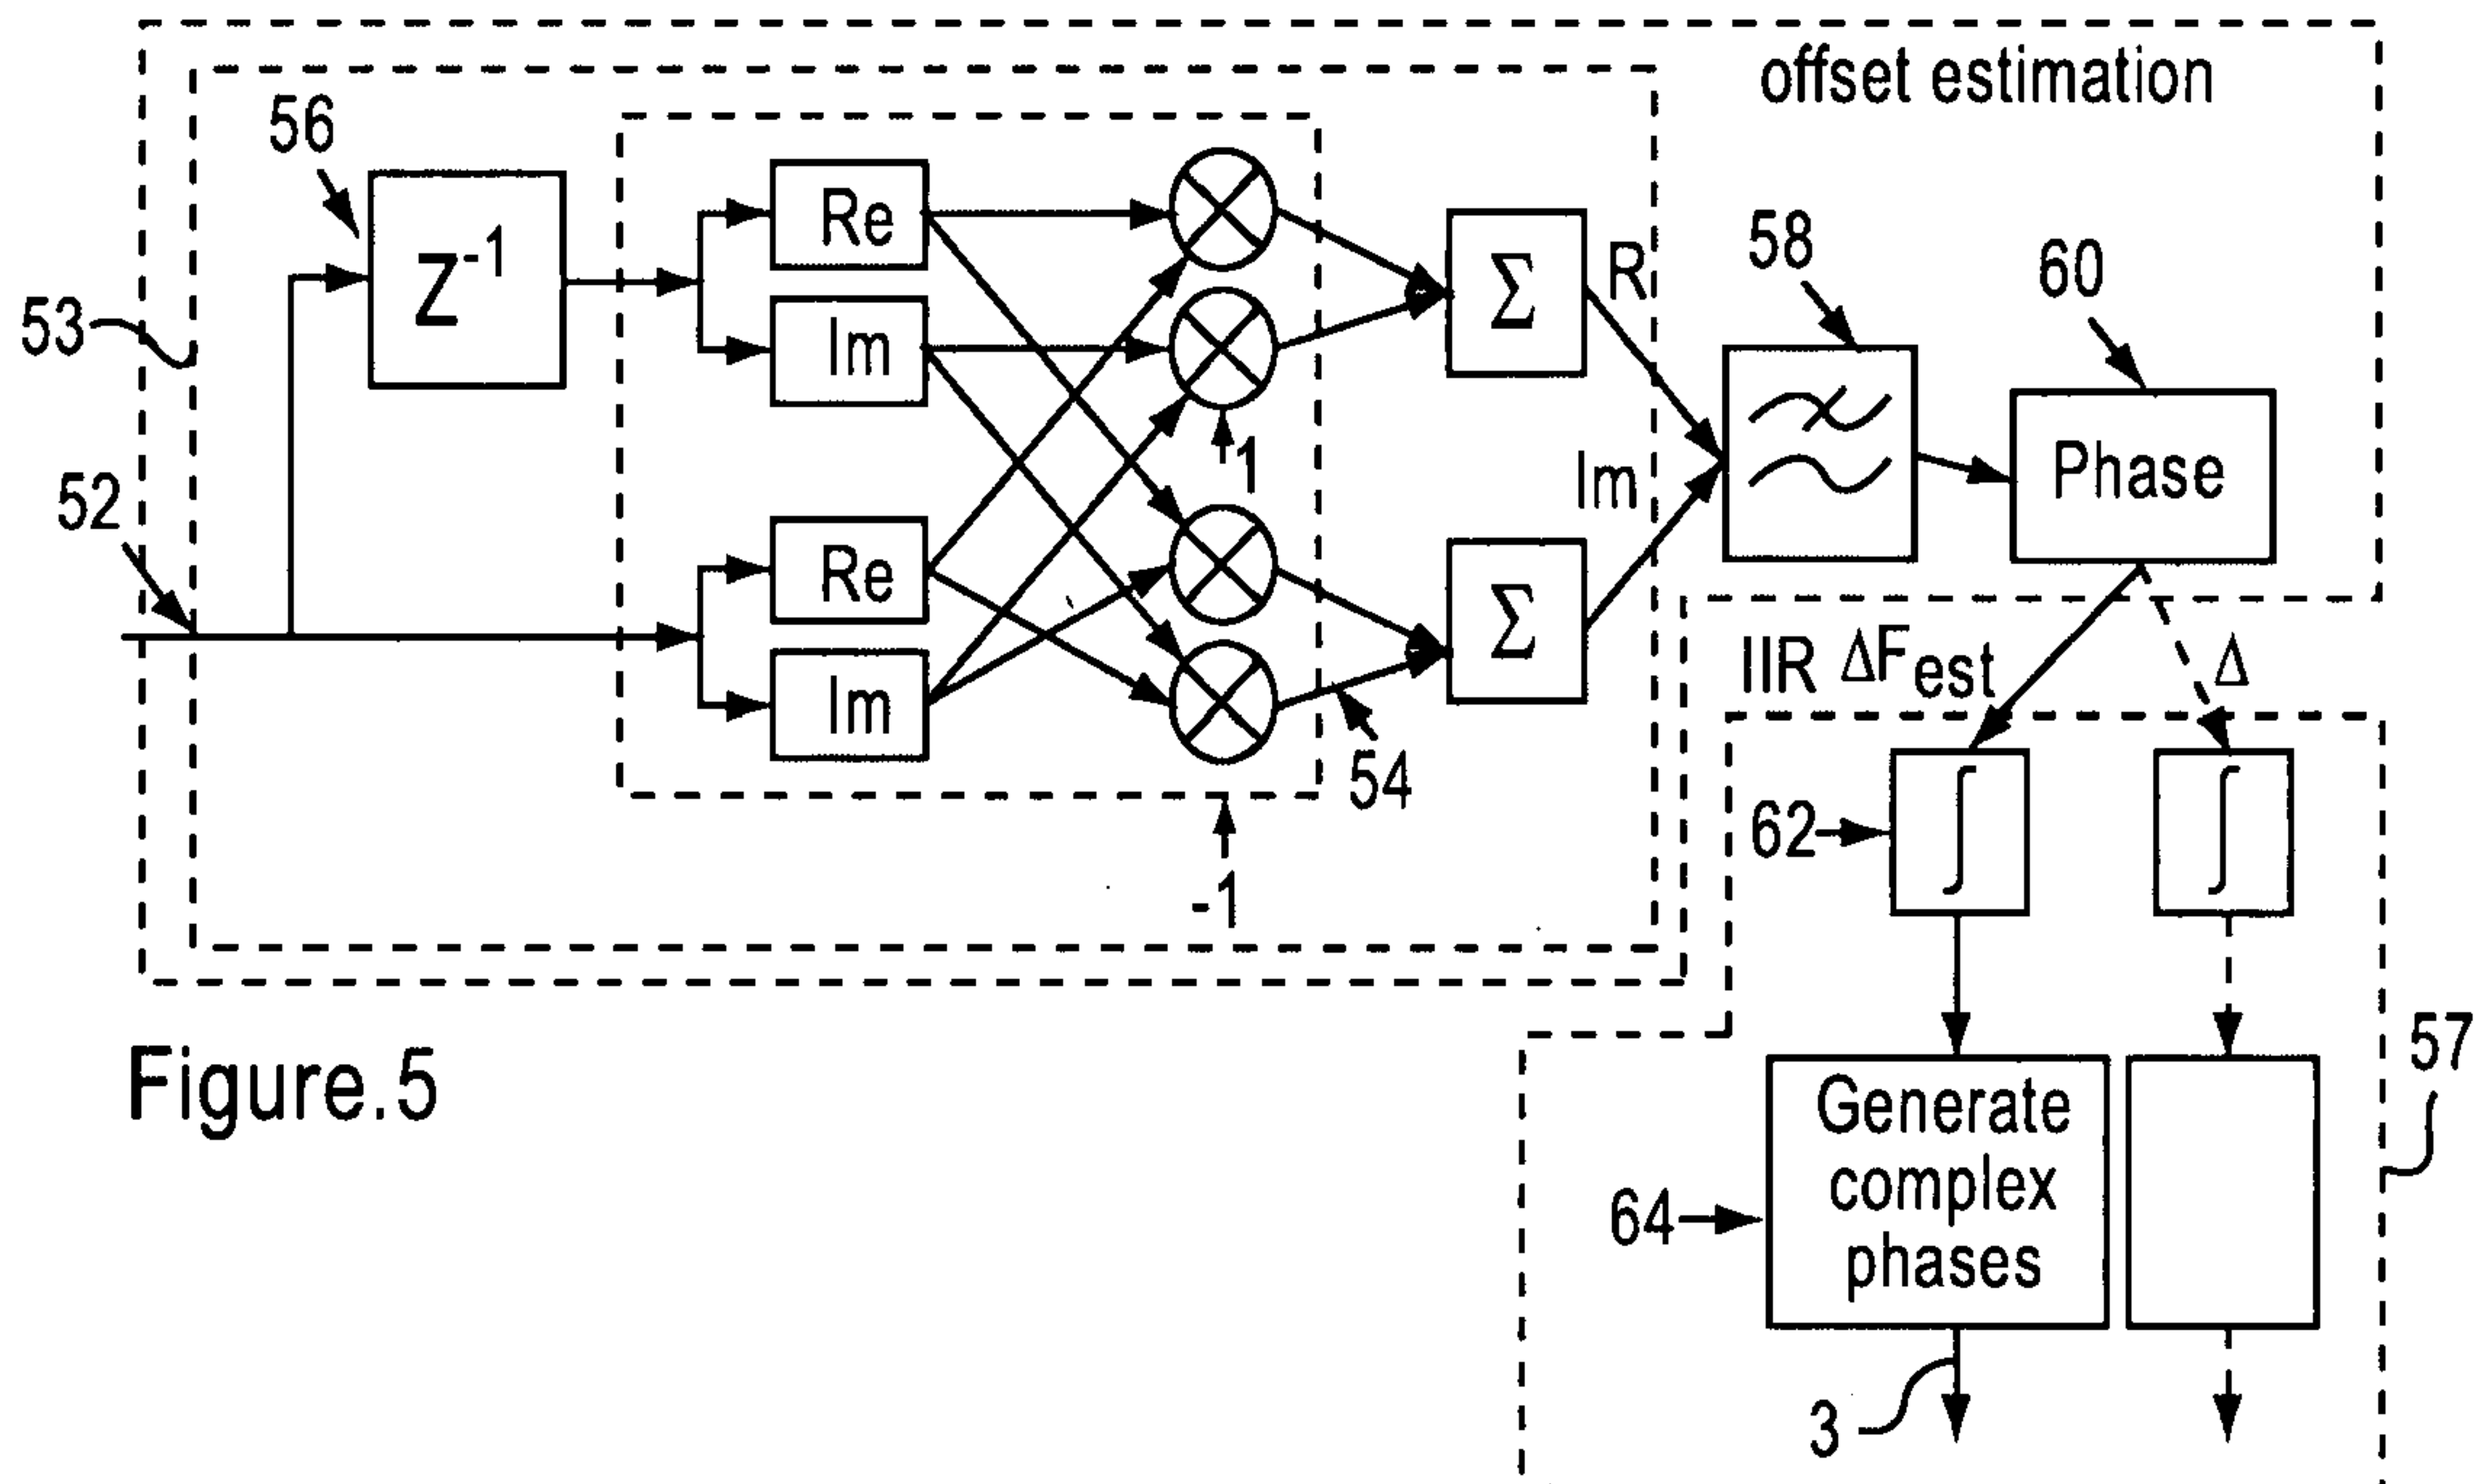 offset estimation
56
Z-1
Re
Im
Σ
R
58
60
53
1
Phase
52
Im
Re
Im
Σ
IIR ΔFest
Δ
54
-1
62
∫
∫
57
Figure.5
Generate
complex
phases
64
3